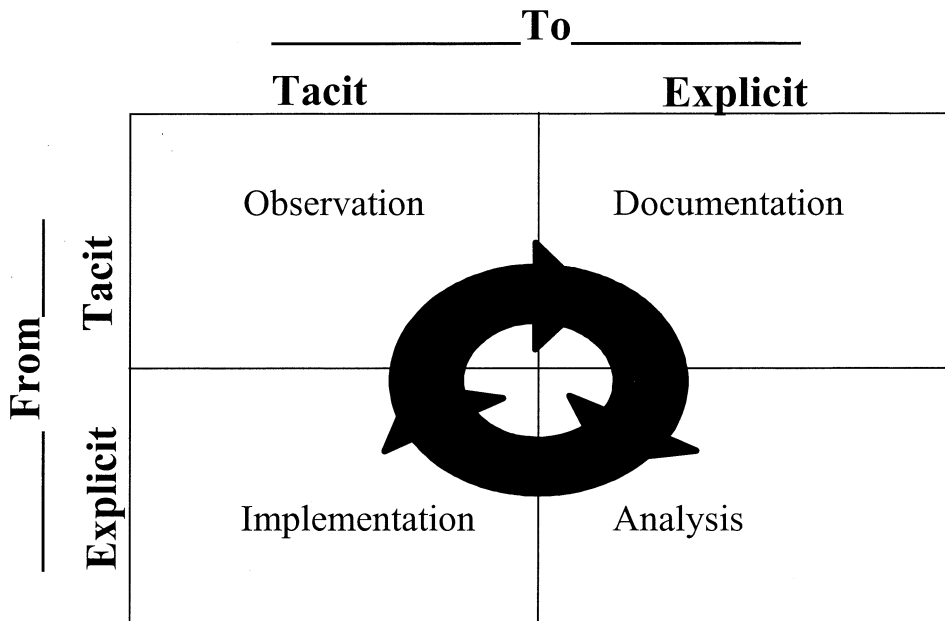 To
Tacit Explicit
Observation Documentation
From
Tacit
Explicit
Implementation Analysis